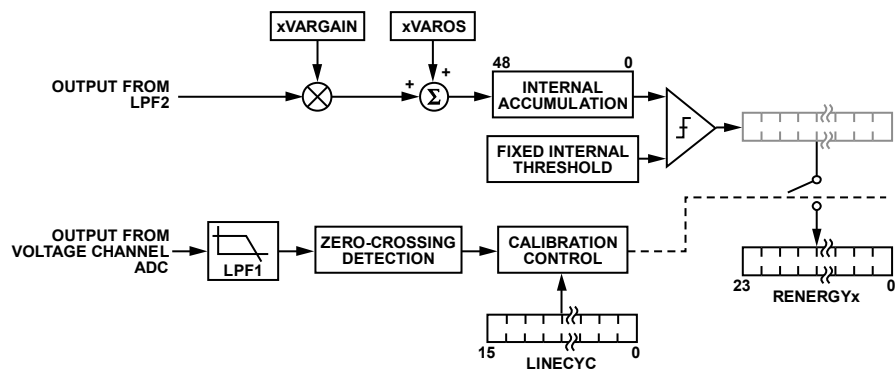 xVARGAIN
xVAROS
OUTPUT FROM
LPF2
+
+
Σ
48
0
INTERNAL
ACCUMULATION
FIXED INTERNAL
THRESHOLD
OUTPUT FROM
VOLTAGE CHANNEL
ADC
LPF1
ZERO-CROSSING
DETECTION
CALIBRATION
CONTROL
23
0
RENERGYx
15
0
LINECYC